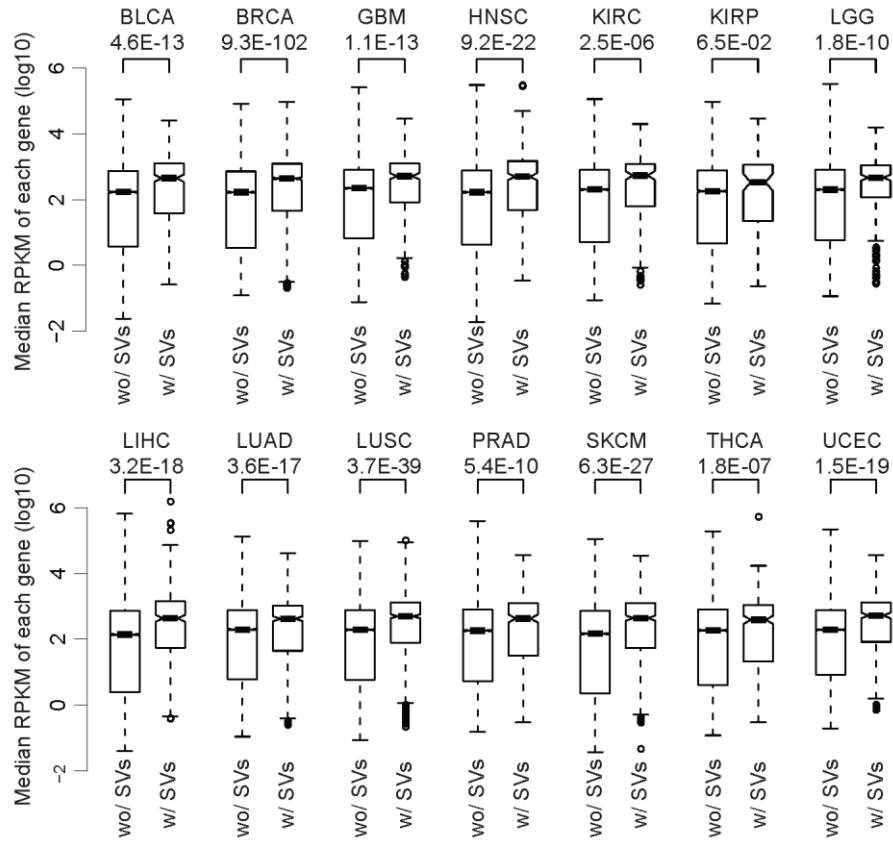 BLCA BRCA GBM HNSC KIRC KIRP LGG
4.6E-13 9.3E-102 1.1E-13 9.2E-22 2.5E-06 6.5E-02 1.8E-10
Median RPKM of each gene (log10)
6
4
2
0
−2
wo/ SVs w/ SVs wo/ SVs w/ SVs wo/ SVs w/ SVs wo/ SVs w/ SVs wo/ SVs w/ SVs wo/ SVs w/ SVs wo/ SVs w/ SVs
LIHC LUAD LUSC PRAD SKCM THCA UCEC
3.2E-18 3.6E-17 3.7E-39 5.4E-10 6.3E-27 1.8E-07 1.5E-19
Median RPKM of each gene (log10)
6
4
2
0
−2
wo/ SVs w/ SVs wo/ SVs w/ SVs wo/ SVs w/ SVs wo/ SVs w/ SVs wo/ SVs w/ SVs wo/ SVs w/ SVs wo/ SVs w/ SVs